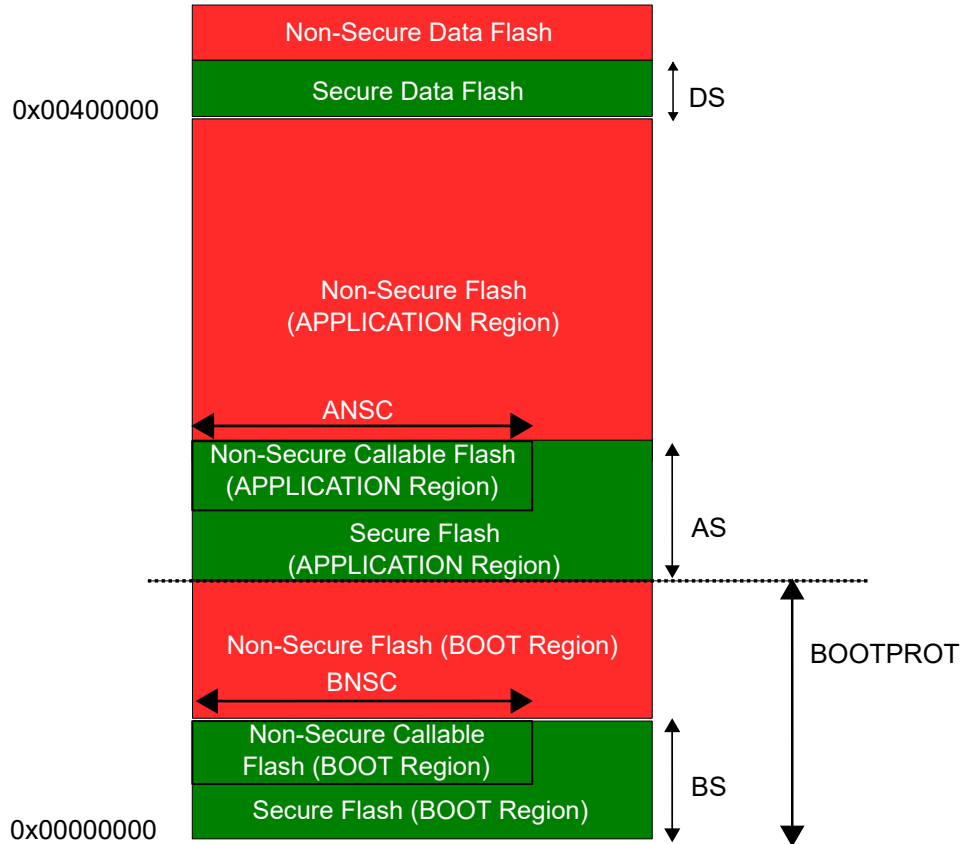 Non-Secure Data Flash
Secure Data Flash
DS
0x00400000
Non-Secure Flash
(APPLICATION Region)
ANSC
Non-Secure Callable Flash
(APPLICATION Region)
AS
Secure Flash
(APPLICATION Region)
Non-Secure Flash (BOOT Region)
BOOTPROT
BNSC
Non-Secure Callable
Flash (BOOT Region)
BS
Secure Flash (BOOT Region)
0x00000000